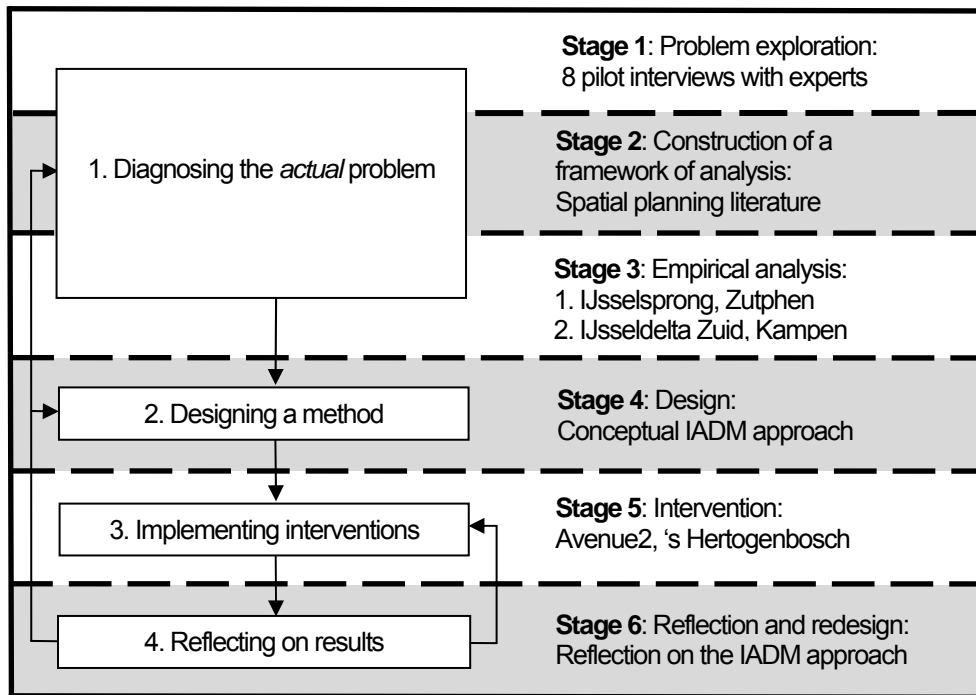 Stage 1: Problem exploration:
8 pilot interviews with experts
1. Diagnosing the actual problem
Stage 2: Construction of a
framework of analysis:
Spatial planning literature
Stage 3: Empirical analysis:
1. IJsselsprong, Zutphen
2. IJsseldelta Zuid, Kampen
2. Designing a method
Stage 4: Design:
Conceptual IADM approach
3. Implementing interventions
Stage 5: Intervention:
Avenue2, ‘s Hertogenbosch
4. Reflecting on results
Stage 6: Reflection and redesign:
Reflection on the IADM approach